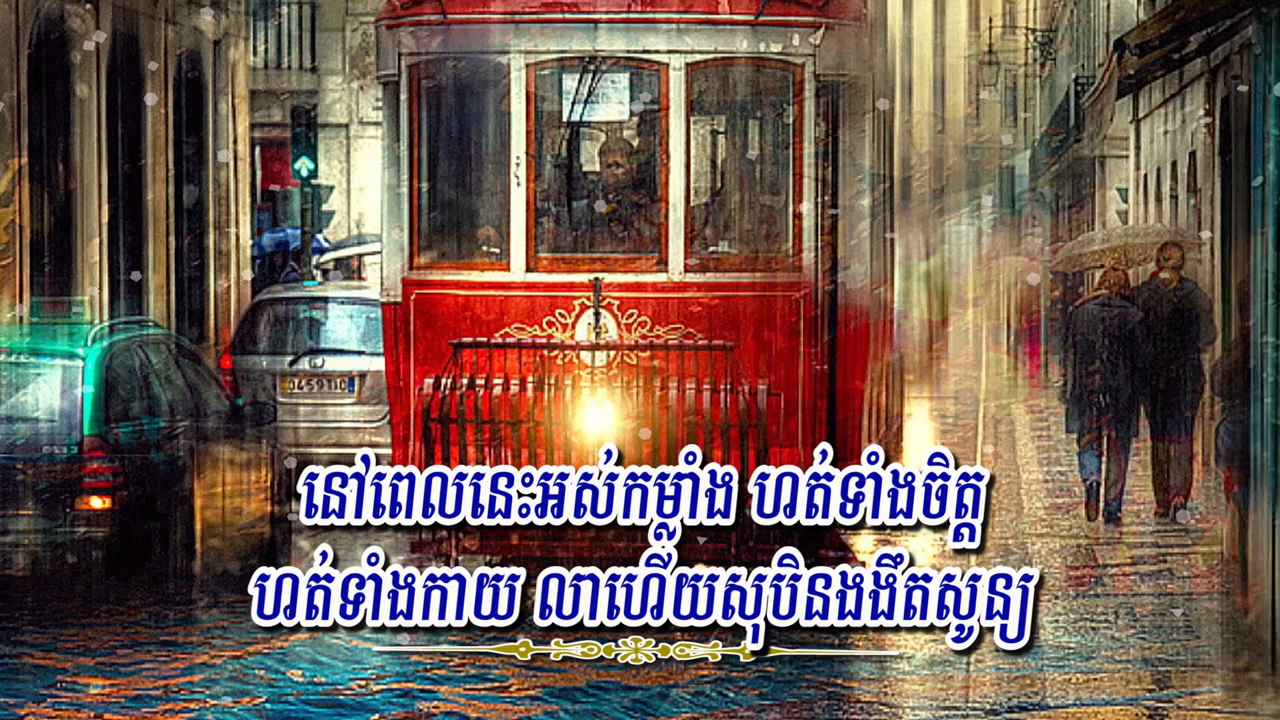 នៅពេលនេះអស់កម្លាំង ហត់ទាំងចិត្ត
ហត់ទាំងកាយ លាហើយសុបិនងងឹតសូន្យ